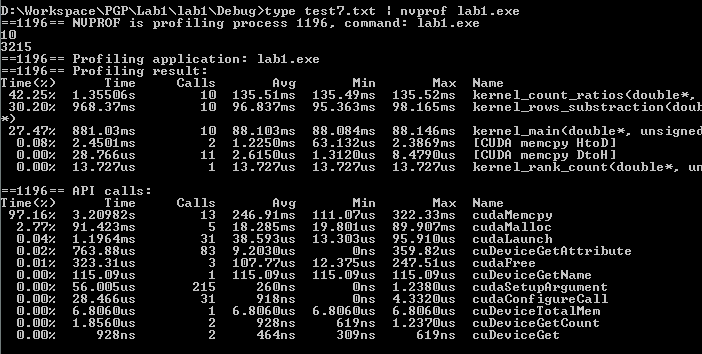 D:\Workspace\PGP\Lab1\lab1\Debug>type test7.txt | nvprof lab1.exe
==1196== NVPROF is profiling process 1196, command: lab1.exe
10
3215
==1196== Profiling application: lab1.exe
==1196== Profiling result:
Time(%) Time Calls Avg Min Max Name
42.25% 1.35506s 10 135.51ms 135.49ms 135.52ms kernel_count_ratios(double*,
30.20% 968.37ms 10 96.837ms 95.363ms 98.165ms kernel_rows_substraction(dou
*)
27.47% 881.03ms 10 88.103ms 88.084ms 88.146ms kernel_main(double*, unsigned
0.08% 2.4501ms 2 1.2250ms 63.132us 2.3869ms [CUDA memcpy HtoD]
0.00% 28.766us 11 2.6150us 1.3120us 8.4790us [CUDA memcpy DtoH]
0.00% 13.727us 1 13.727us 13.727us 13.727us kernel_rank_count(double*, un
==1196== API calls:
Time(%) Time Calls Avg Min Max Name
97.16% 3.20982s 13 246.91ms 111.07us 322.33ms cudaMemcpy
2.77% 91.423ms 5 18.285ms 19.801us 89.907ms cudaMalloc
0.04% 1.1964ms 31 38.593us 13.303us 95.910us cudaLaunch
0.02% 763.88us 83 9.2030us 0ns 359.82us cuDeviceGetAttribute
0.01% 323.31us 3 107.77us 12.375us 247.51us cudaFree
0.00% 115.09us 1 115.09us 115.09us 115.09us cuDeviceGetName
0.00% 56.005us 215 260ns 0ns 1.2380us cudaSetupArgument
0.00% 28.466us 31 918ns 0ns 4.3320us cudaConfigureCall
0.00% 6.8060us 1 6.8060us 6.8060us 6.8060us cuDeviceTotalMem
0.00% 1.8560us 2 928ns 619ns 1.2370us cuDeviceGetCount
0.00% 928ns 2 464ns 309ns 619ns cuDeviceGet